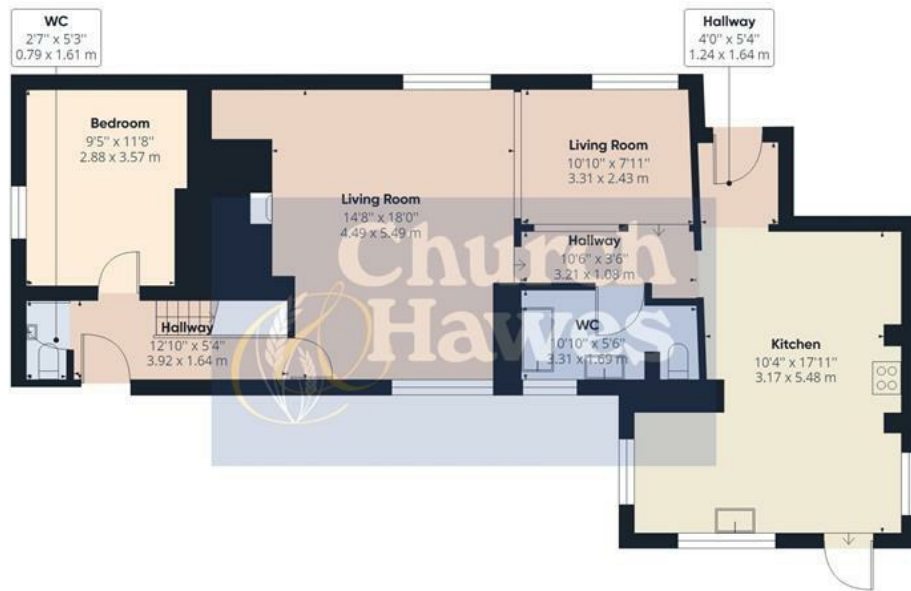 WC
2'7" x 5'3"
0.79 x 1.61 m
Hallway
4'0" x 5'4"
1.24 x 1.64 m
Bedroom
9'5" x 11'8"
2.88 x 3.57 m
Living Room
14'8" x 18'0"
4.49 x 5.49 m
Living Room
10'10" x 7'11"
3.31 x 2.43 m
Hallway
10'6" x 3'6"
3.21 x 1.08 m
Church
& Hawes
Hallway
12'10" x 5'4"
3.92 x 1.64 m
WC
10'10" x 5'6"
3.31 x 1.69 m
Kitchen
10'4" x 17'11"
3.17 x 5.48 m